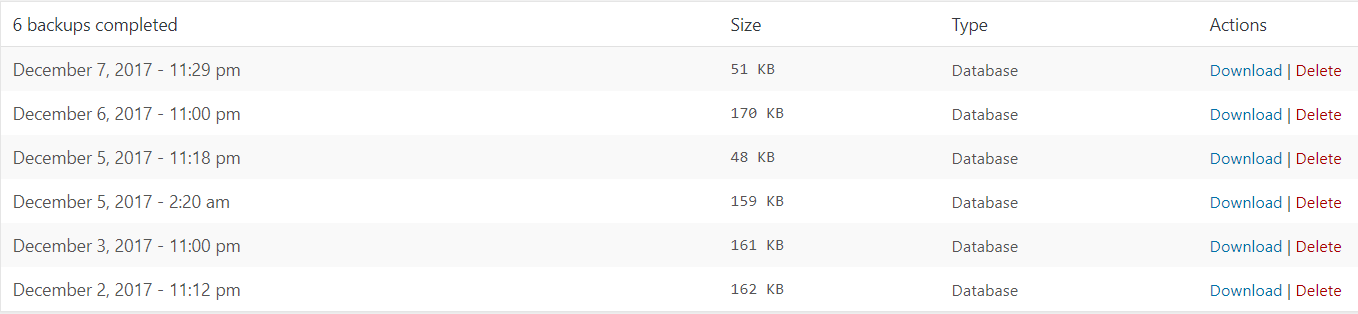 6 backups completed Size Type Actions
December 7, 2017 - 11:29 pm 51 KB Database Download | Delete
December 6, 2017 - 11:00 pm 170 KB Database Download | Delete
December 5, 2017 - 11:18 pm 48 KB Database Download | Delete
December 5, 2017 - 2:20 am 159 KB Database Download | Delete
December 3, 2017 - 11:00 pm 161 KB Database Download | Delete
December 2, 2017 - 11:12 pm 162 KB Database Download | Delete